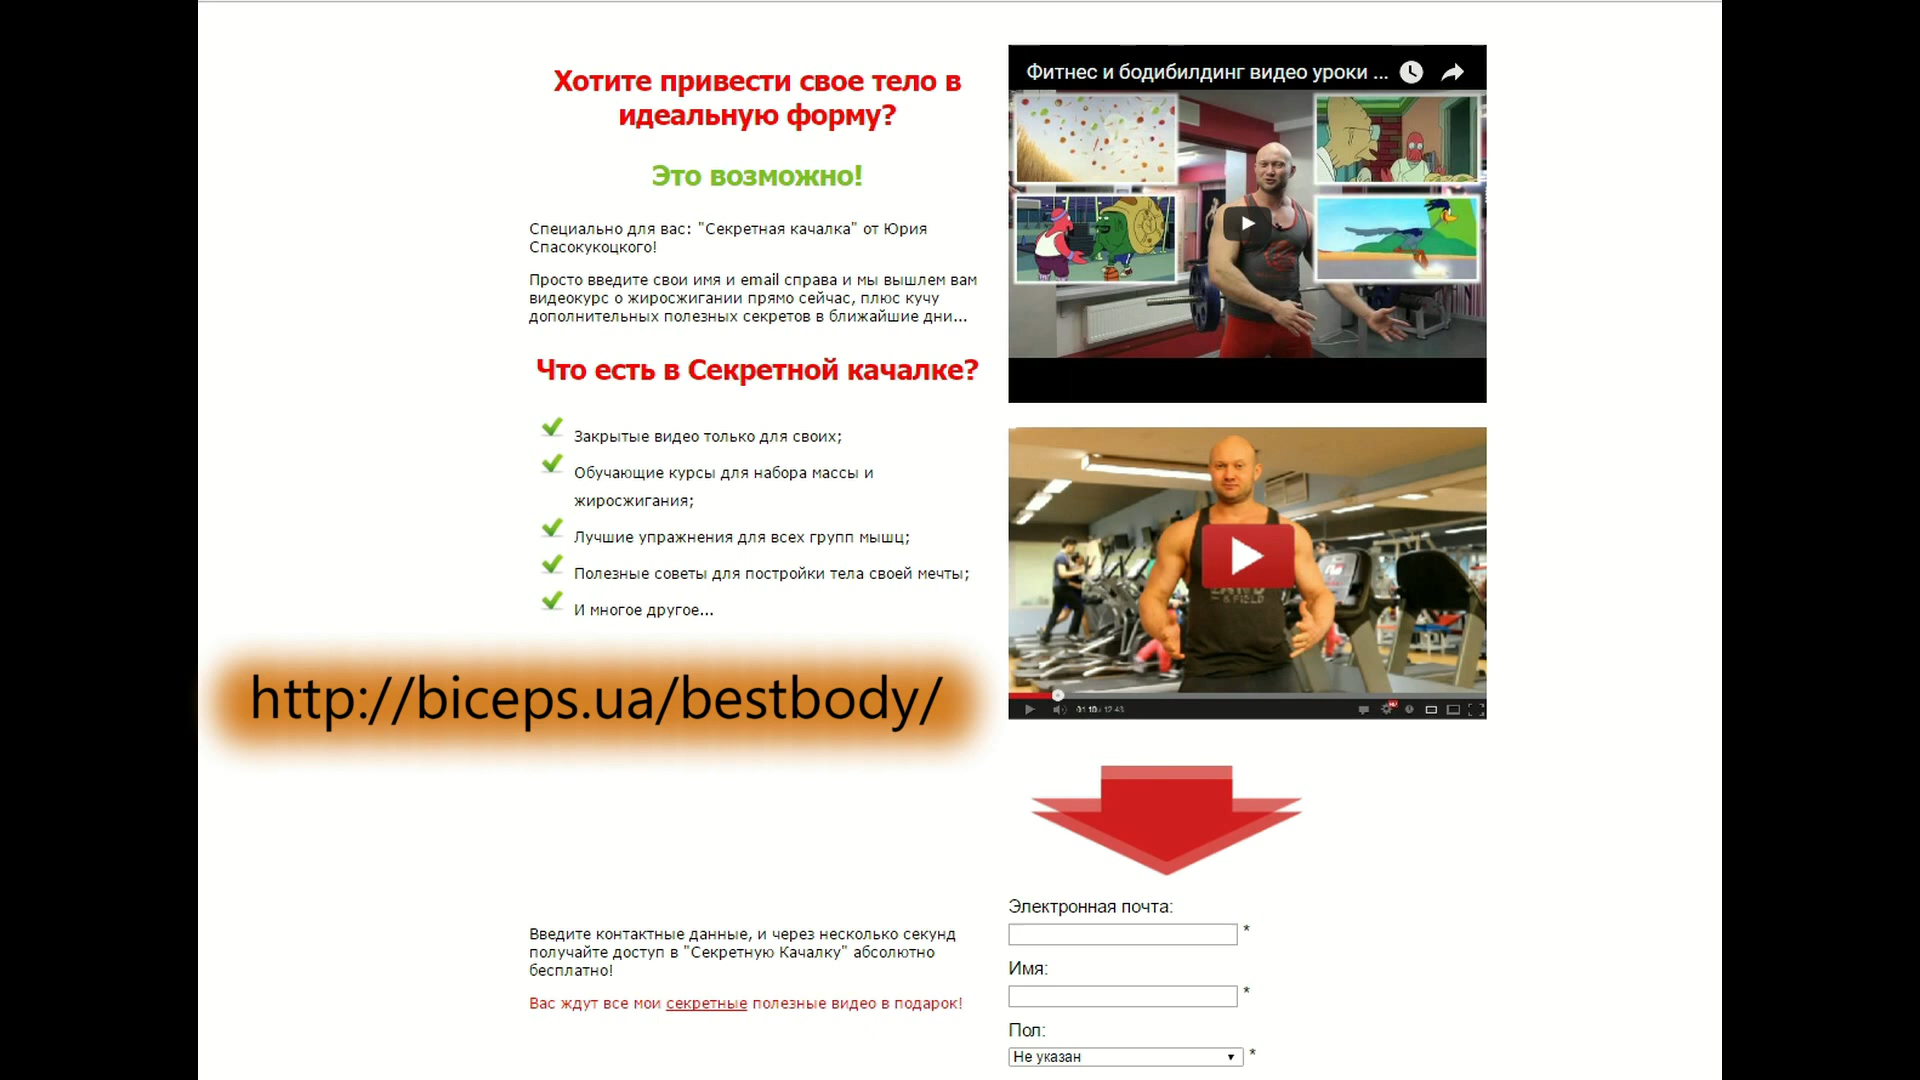 Хотите привести свое тело в
идеальную форму?
Это возможно!
Специально для вас: "Секретная качалка" от Юрия
Спасокукоцкого!
Просто введите свои имя и email справа и мы вышлем вам
видеокурс о жиросжигании прямо сейчас, плюс кучу
дополнительных полезных секретов в ближайшие дни...
Что есть в Секретной качалке?
Закрытые видео только для своих;
Обучающие курсы для набора массы и
жиросжигания;
Лучшие упражнения для всех групп мышц;
Полезные советы для постройки тела своей мечты;
И многое другое...
http://biceps.ua/bestbody/
Введите контактные данные, и через несколько секунд
получайте доступ в "Секретную Качалку" абсолютно
бесплатно!
Вас ждут все мои секретные полезные видео в подарок!
Фитнес и бодибилдинг видео уроки ...
& FIELD
01:10 / 12:43
Электронная почта:
*
Имя:
*
Пол:
Не указан *